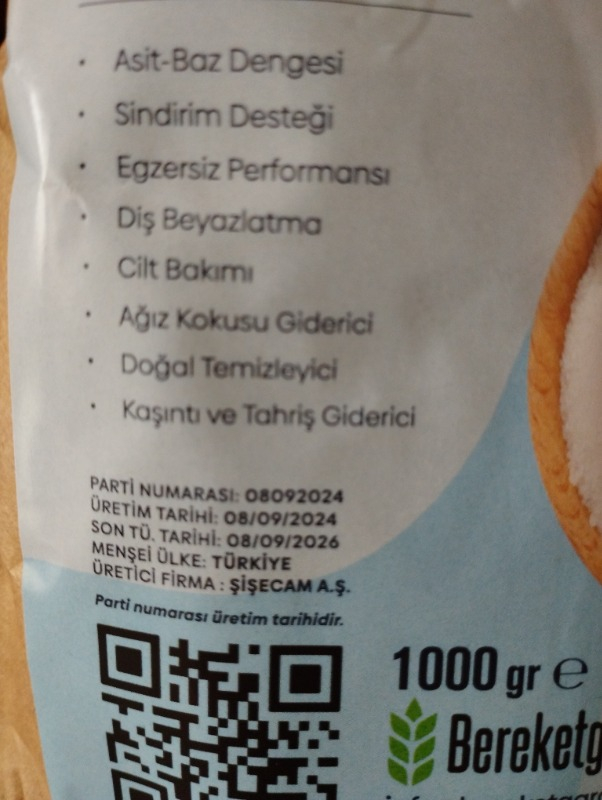 • Asit-Baz Dengesi
• Sindirim Desteği
• Egzersiz Performansı
• Diş Beyazlatma
• Cilt Bakımı
• Ağız Kokusu Giderici
• Doğal Temizleyici
• Kaşıntı ve Tahriş Giderici
PARTİ NUMARASI: 08092024
ÜRETİM TARİHİ: 08/09/2024
SON TÜ. TARİHİ: 08/09/2026
MENŞEİ ÜLKE: TÜRKİYE
ÜRETİCİ FİRMA : ŞİŞECAM A.Ş.
Parti numarası üretim tarihidir.
1000 gr ℮
Bereketg